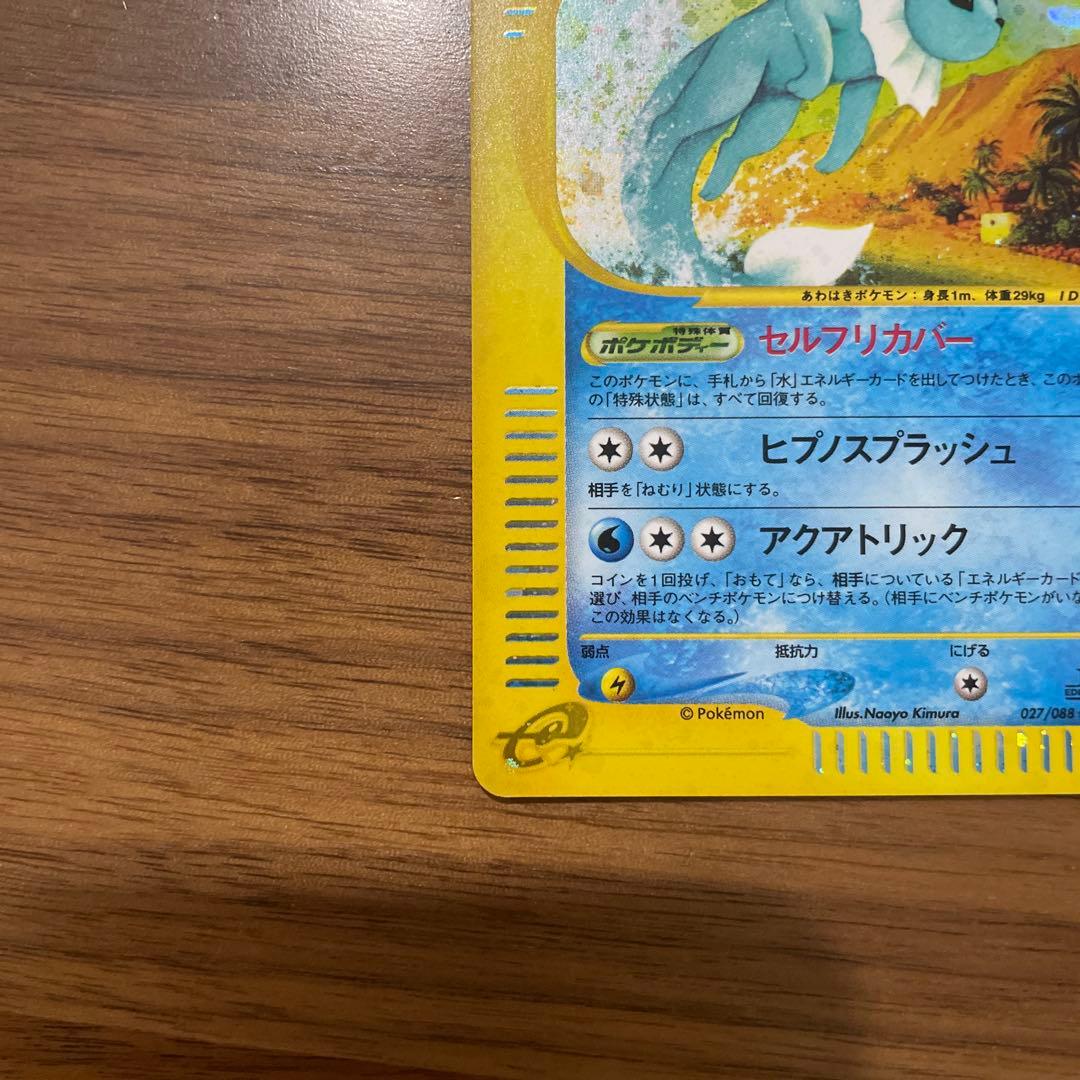 あわはきポケモン：身長1m、体重29kg ID
特殊体質
ポケボディー セルフリカバー
このポケモンに、手札から「水」エネルギーカードを出してつけたとき、このポ
の「特殊状態」は、すべて回復する。
ヒプノスプラッシュ
相手を「ねむり」状態にする。
アクアトリック
コインを1回投げ、「おもて」なら、相手についている「エネルギーカード
選び、相手のベンチポケモンにつけ替える。（相手にベンチポケモンがいな
この効果はなくなる。）
弱点 抵抗力 にげる
© Pokémon Illus.Naoyo Kimura 027/088
e